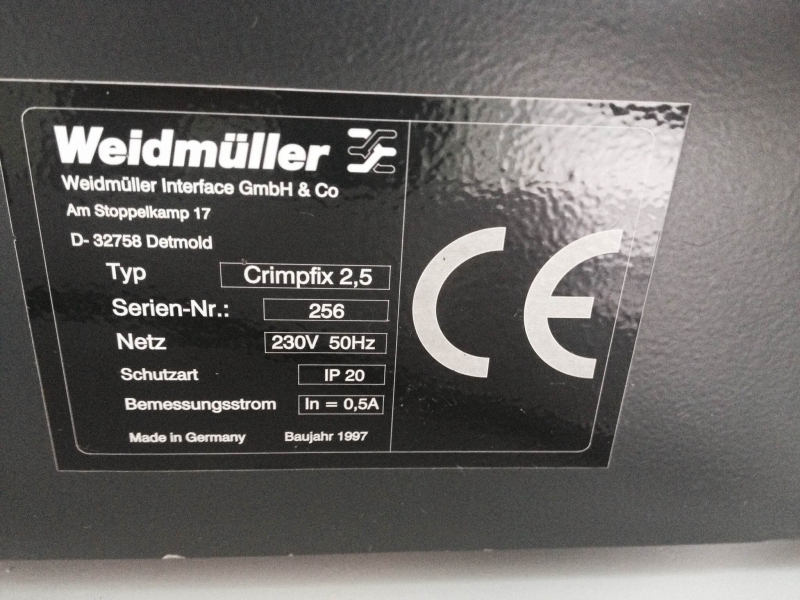 Weidmüller
Weidmüller Interface GmbH & Co
Am Stoppelkamp 17
D- 32758 Detmold
Typ Crimpfix 2,5
Serien-Nr.: 256
Netz 230V 50Hz
Schutzart IP 20
Bemessungsstrom In = 0,5A
Made in Germany Baujahr 1997
CE